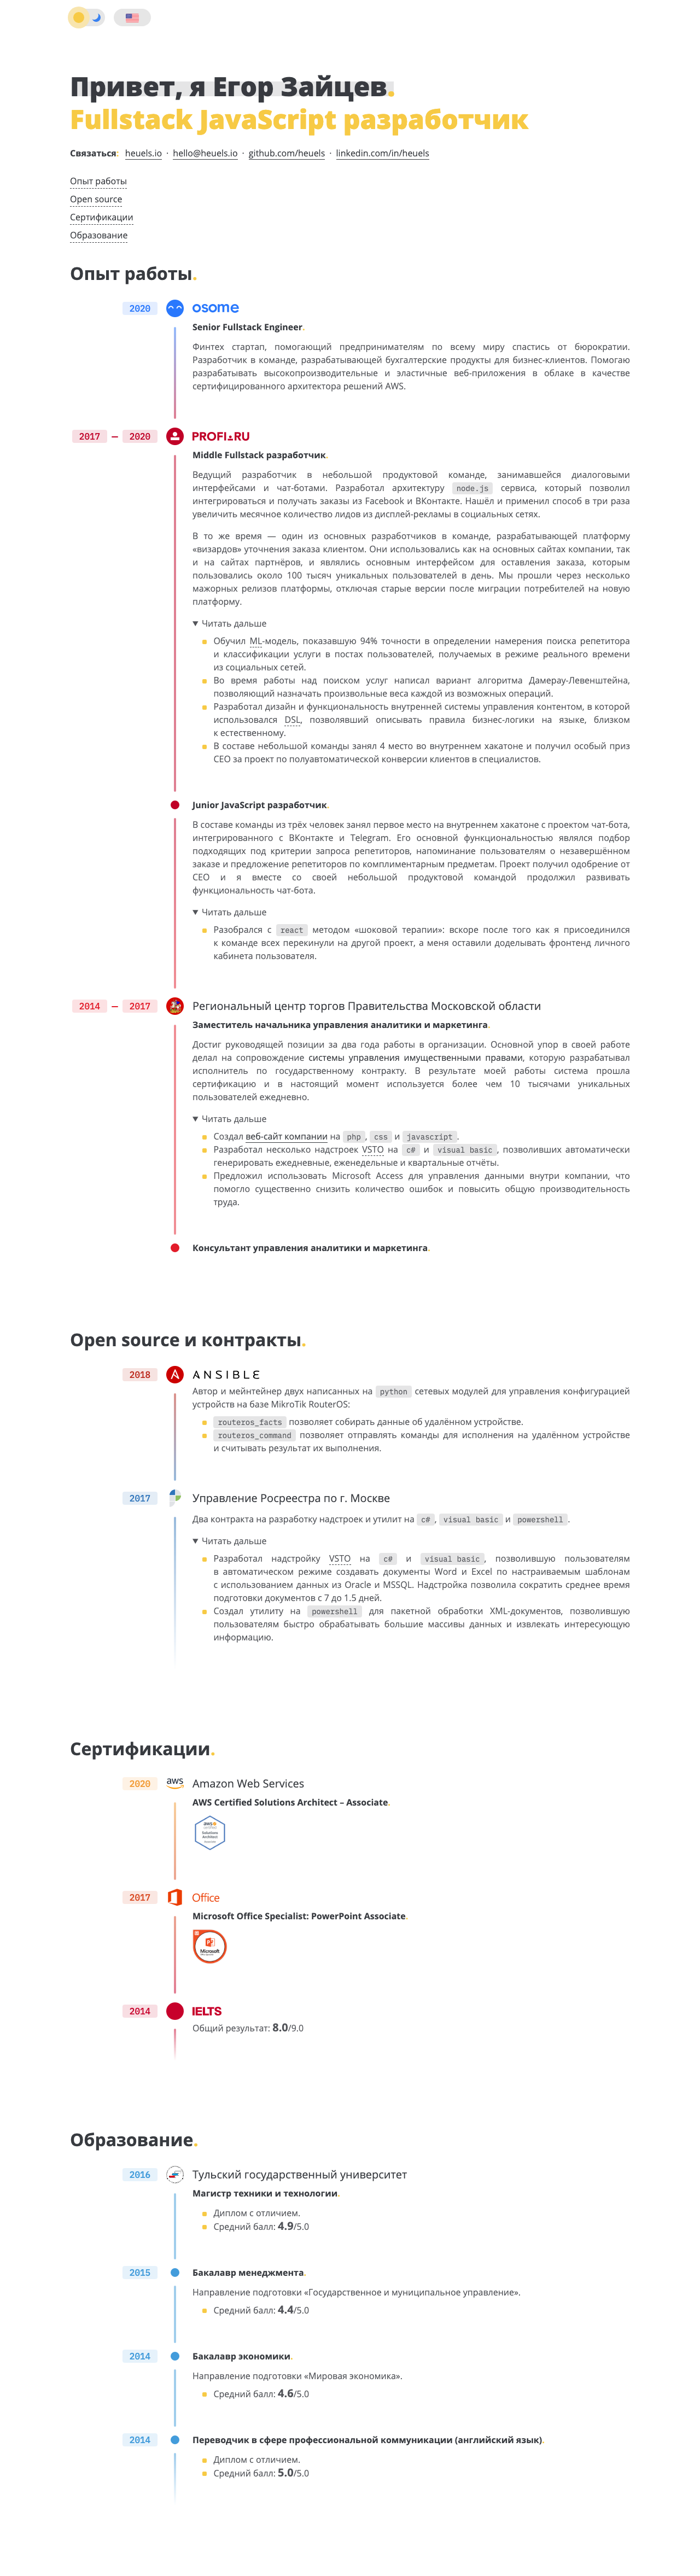 Привет, я Егор Зайцев.
Fullstack JavaScript разработчик
Связаться: heuels.io · hello@heuels.io · github.com/heuels · linkedin.com/in/heuels
Опыт работы
Open source
Сертификации
Образование
Опыт работы.
2020 osome
Senior Fullstack Engineer.
Финтех стартап, помогающий предпринимателям по всему миру спастись от бюрократии.
Разработчик в команде, разрабатывающей бухгалтерские продукты для бизнес-клиентов. Помогаю
разрабатывать высокопроизводительные и эластичные веб-приложения в облаке в качестве
сертифицированного архитектора решений AWS.
2017 — 2020 PROFI.RU
Middle Fullstack разработчик.
Ведущий разработчик в небольшой продуктовой команде, занимавшейся диалоговыми
интерфейсами и чат-ботами. Разработал архитектуру node.js сервиса, который позволил
интегрироваться и получать заказы из Facebook и ВКонтакте. Нашёл и применил способ в три раза
увеличить месячное количество лидов из дисплей-рекламы в социальных сетях.
В то же время — один из основных разработчиков в команде, разрабатывающей платформу
«визардов» уточнения заказа клиентом. Они использовались как на основных сайтах компании, так
и на сайтах партнёров, и являлись основным интерфейсом для оставления заказа, которым
пользовались около 100 тысяч уникальных пользователей в день. Мы прошли через несколько
мажорных релизов платформы, отключая старые версии после миграции потребителей на новую
платформу.
▼ Читать дальше
Обучил ML-модель, показавшую 94% точности в определении намерения поиска репетитора
и классификации услуги в постах пользователей, получаемых в режиме реального времени
из социальных сетей.
Во время работы над поиском услуг написал вариант алгоритма Дамерау-Левенштейна,
позволяющий назначать произвольные веса каждой из возможных операций.
Разработал дизайн и функциональность внутренней системы управления контентом, в которой
использовался DSL, позволявший описывать правила бизнес-логики на языке, близком
к естественному.
В составе небольшой команды занял 4 место во внутреннем хакатоне и получил особый приз
CEO за проект по полуавтоматической конверсии клиентов в специалистов.
Junior JavaScript разработчик.
В составе команды из трёх человек занял первое место на внутреннем хакатоне с проектом чат-бота,
интегрированного с ВКонтакте и Telegram. Его основной функциональностью являлся подбор
подходящих под критерии запроса репетиторов, напоминание пользователям о незавершённом
заказе и предложение репетиторов по комплиментарным предметам. Проект получил одобрение от
CEO и я вместе со своей небольшой продуктовой командой продолжил развивать
функциональность чат-бота.
▼ Читать дальше
Разобрался с react методом «шоковой терапии»: вскоре после того как я присоединился
к команде всех перекинули на другой проект, а меня оставили доделывать фронтенд личного
кабинета пользователя.
2014 — 2017 Региональный центр торгов Правительства Московской области
Заместитель начальника управления аналитики и маркетинга.
Достиг руководящей позиции за два года работы в организации. Основной упор в своей работе
делал на сопровождение системы управления имущественными правами, которую разрабатывал
исполнитель по государственному контракту. В результате моей работы система прошла
сертификацию и в настоящий момент используется более чем 10 тысячами уникальных
пользователей ежедневно.
▼ Читать дальше
Создал веб-сайт компании на php, css и javascript.
Разработал несколько надстроек VSTO на c# и visual basic, позволивших автоматически
генерировать ежедневные, еженедельные и квартальные отчёты.
Предложил использовать Microsoft Access для управления данными внутри компании, что
помогло существенно снизить количество ошибок и повысить общую производительность
труда.
Консультант управления аналитики и маркетинга.
Open source и контракты.
2018 ANSIBLE
Автор и мейнтейнер двух написанных на python сетевых модулей для управления конфигурацией
устройств на базе MikroTik RouterOS:
routeros_facts позволяет собирать данные об удалённом устройстве.
routeros_command позволяет отправлять команды для исполнения на удалённом устройстве
и считывать результат их выполнения.
2017 Управление Росреестра по г. Москве
Два контракта на разработку надстроек и утилит на c#, visual basic и powershell.
▼ Читать дальше
Разработал надстройку VSTO на c# и visual basic, позволившую пользователям
в автоматическом режиме создавать документы Word и Excel по настраиваемым шаблонам
с использованием данных из Oracle и MSSQL. Надстройка позволила сократить среднее время
подготовки документов с 7 до 1.5 дней.
Создал утилиту на powershell для пакетной обработки XML-документов, позволившую
пользователям быстро обрабатывать большие массивы данных и извлекать интересующую
информацию.
Сертификации.
2020 aws Amazon Web Services
AWS Certified Solutions Architect – Associate.
aws
Solutions
Architect
2017 Office
Microsoft Office Specialist: PowerPoint Associate.
Microsoft
2014 IELTS
Общий результат: 8.0/9.0
Образование.
2016 Тульский государственный университет
Магистр техники и технологии.
Диплом с отличием.
Средний балл: 4.9/5.0
2015 Бакалавр менеджмента.
Направление подготовки «Государственное и муниципальное управление».
Средний балл: 4.4/5.0
2014 Бакалавр экономики.
Направление подготовки «Мировая экономика».
Средний балл: 4.6/5.0
2014 Переводчик в сфере профессиональной коммуникации (английский язык).
Диплом с отличием.
Средний балл: 5.0/5.0